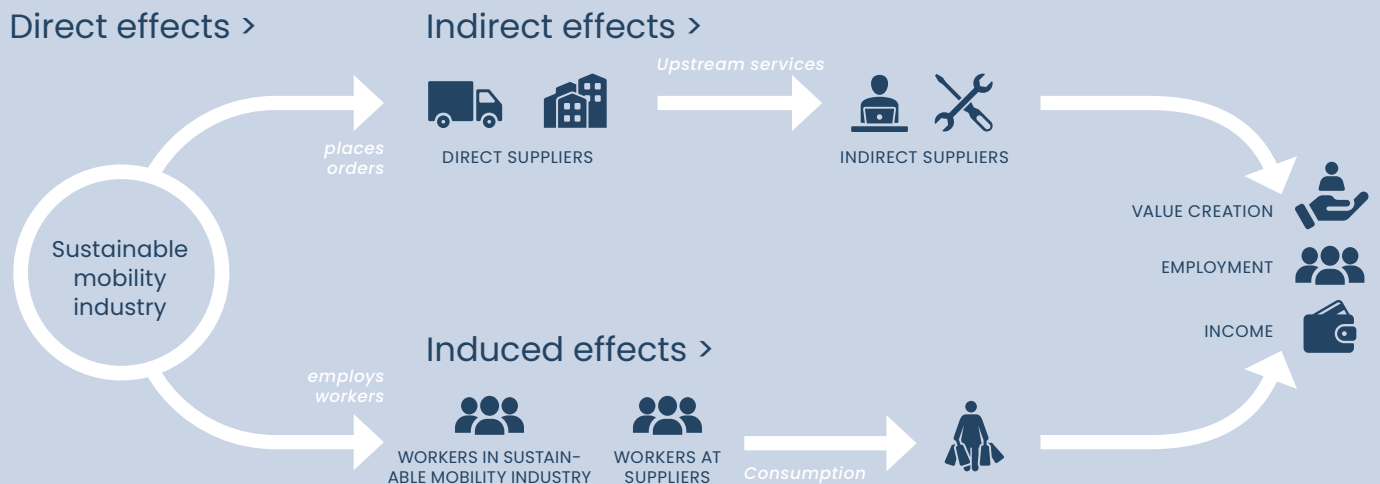 Direct effects >
Indirect effects >
Upstream services
places
orders
DIRECT SUPPLIERS
INDIRECT SUPPLIERS
Sustainable
mobility
industry
VALUE CREATION
EMPLOYMENT
INCOME
Induced effects >
employs
workers
WORKERS IN SUSTAIN-
ABLE MOBILITY INDUSTRY
WORKERS AT
SUPPLIERS
Consumption